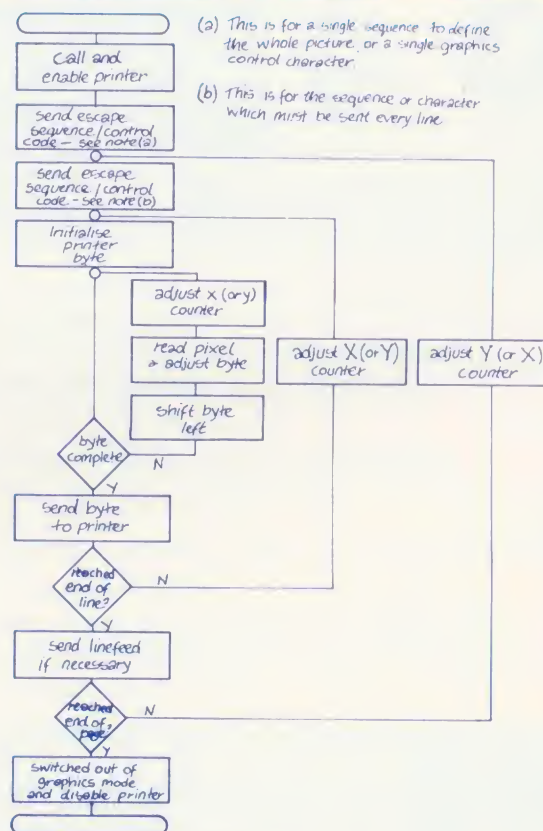 (a) This is for a single sequence to define
the whole picture, or a single graphics
control character.
(b) This is for the sequence or character
which must be sent every line
Call and
enable printer
send escape
sequence/control
code - see note (a)
send escape
sequence/control
code - see note (b)
Initialise
printer
byte
adjust x (or y)
counter
read pixel
& adjust byte
shift byte
left
adjust X (or Y)
counter
adjust Y (or X)
counter
byte
complete
N
Y
send byte
to printer
reached
end of
line?
N
Y
send linefeed
if necessary
reached
end of
page?
N
Y
switched out of
graphics mode
and disable printer